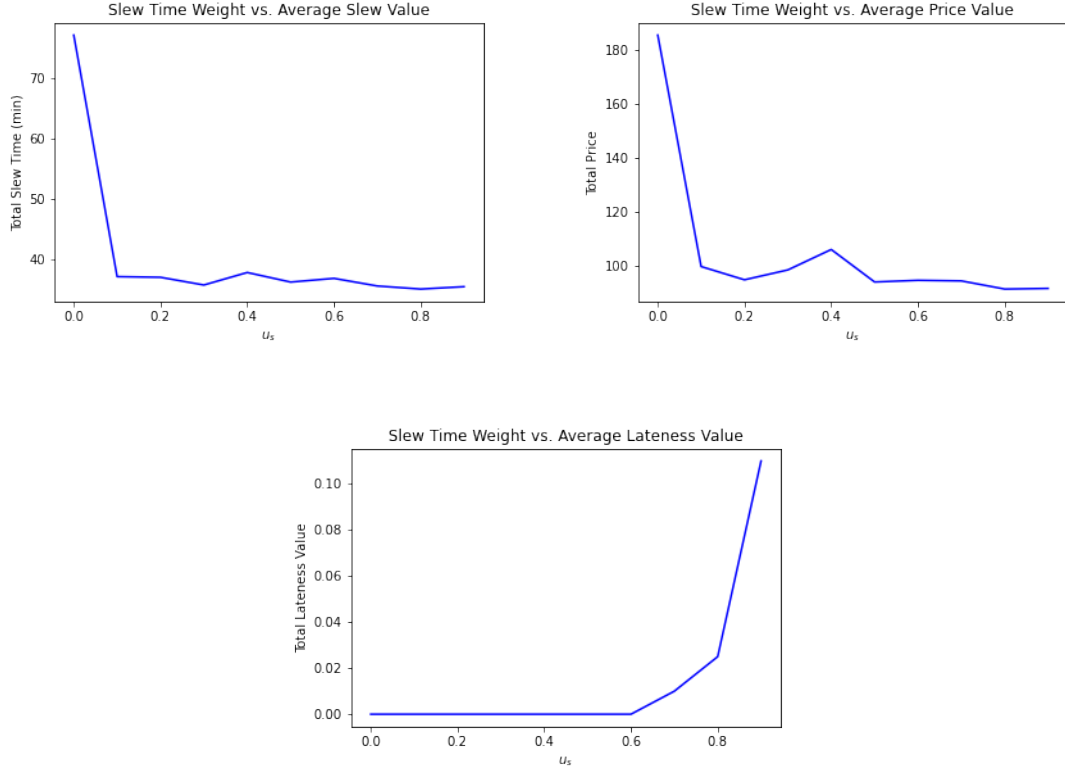 Slew Time Weight vs. Average Slew Value
Total Slew Time (min)
70
60
50
40
0.0 0.2 0.4 0.6 0.8
u_s
Slew Time Weight vs. Average Price Value
Total Price
180
160
140
120
100
0.0 0.2 0.4 0.6 0.8
u_s
Slew Time Weight vs. Average Lateness Value
Total Lateness Value
0.10
0.08
0.06
0.04
0.02
0.00
0.0 0.2 0.4 0.6 0.8
u_s